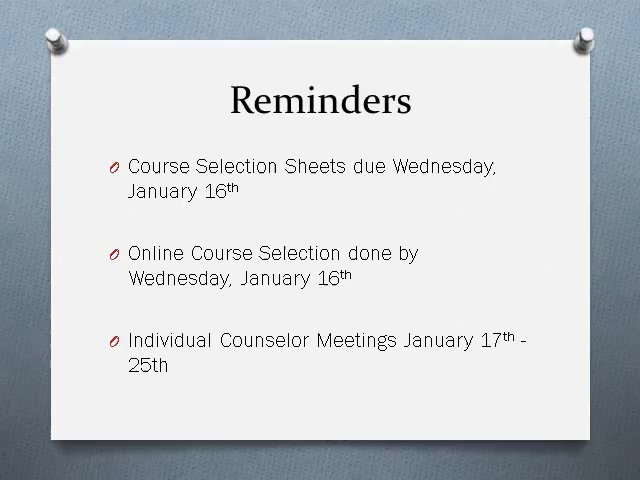 Reminders
Course Selection Sheets due Wednesday,
January 16th
Online Course Selection done by
Wednesday, January 16th
Individual Counselor Meetings January 17th -
25th